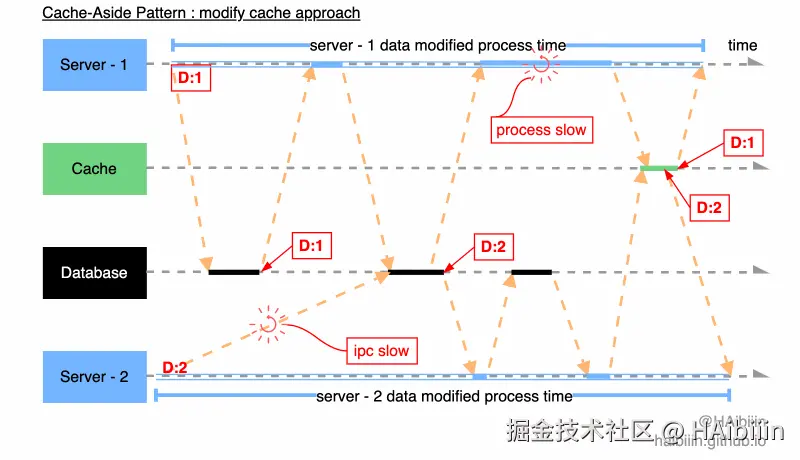 Cache-Aside Pattern : modify cache approach
server - 1 data modified process time
time
Server - 1
D:1
process slow
D:1
Cache
D:2
D:1
D:2
Database
ipc slow
D:2
Server - 2
server - 2 data modified process time
@HAibiiin
掘金技术社区 @ HAibiiin
haibiiin.github.io